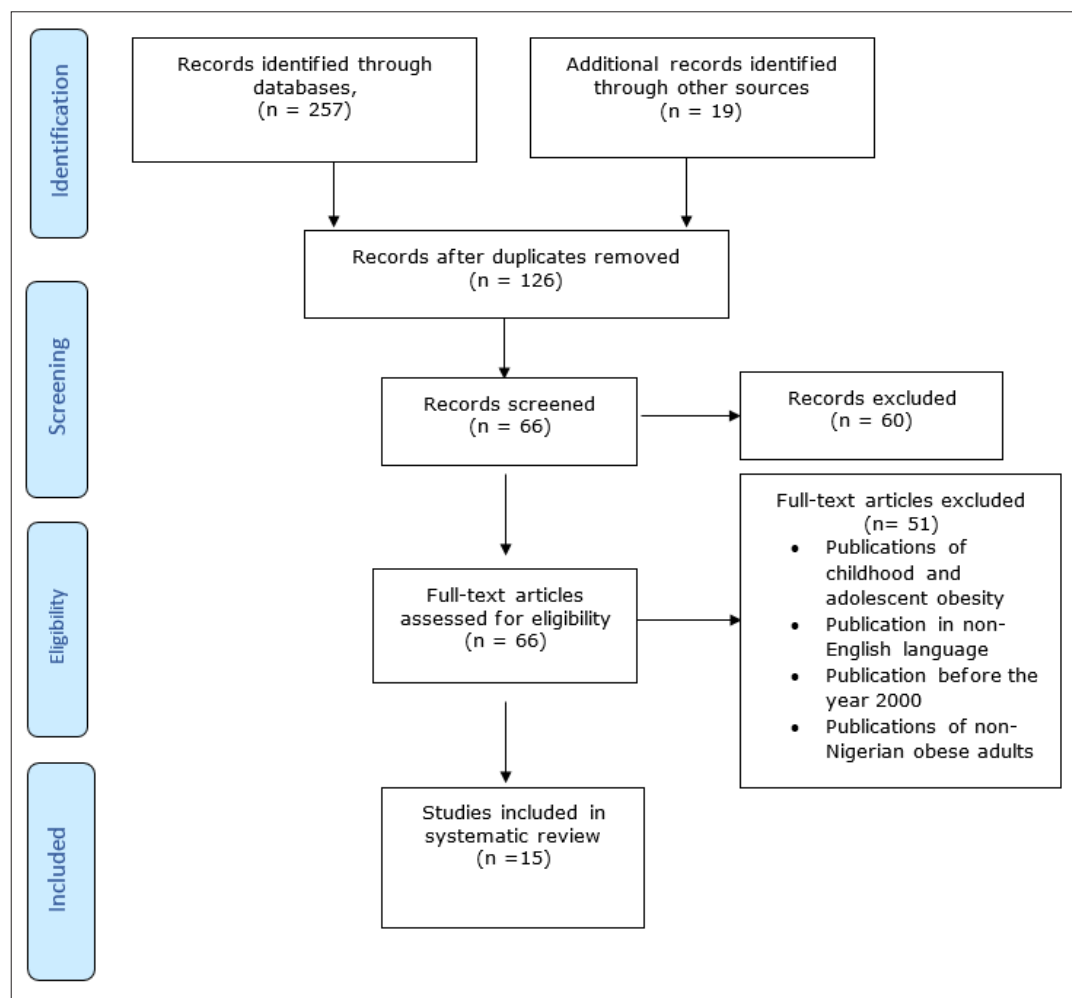 Identification
Records identified through
databases,
(n = 257)
Additional records identified
through other sources
(n = 19)
Records after duplicates removed
(n = 126)
Screening
Records screened
(n = 66)
Records excluded
(n = 60)
Eligibility
Full-text articles
assessed for eligibility
(n = 66)
Full-text articles excluded
(n= 51)
• Publications of
childhood and
adolescent obesity
• Publication in non-
English language
• Publication before the
year 2000
• Publications of non-
Nigerian obese adults
Included
Studies included in
systematic review
(n =15)